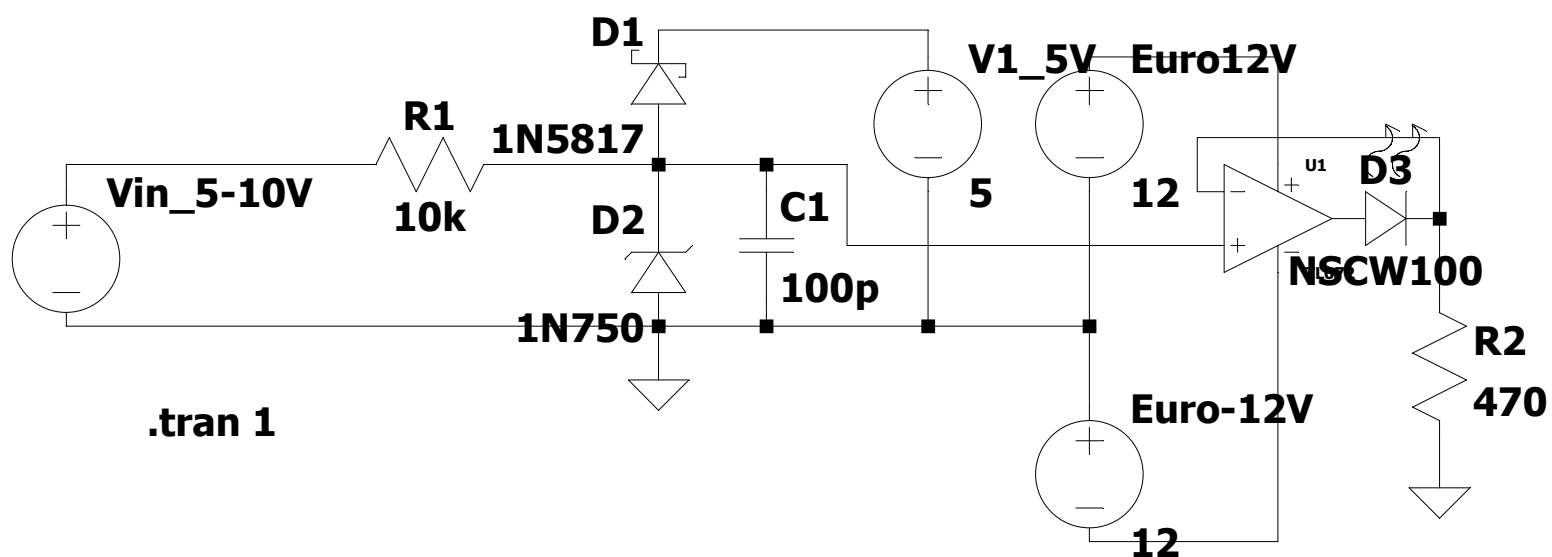 D1
V1_5V
Euro12V
R1
1N5817
U1
D3
Vin_5-10V
5
12
10k
D2
C1
NSCW100
100p
1N750
R2
Euro-12V
470
.tran 1
12